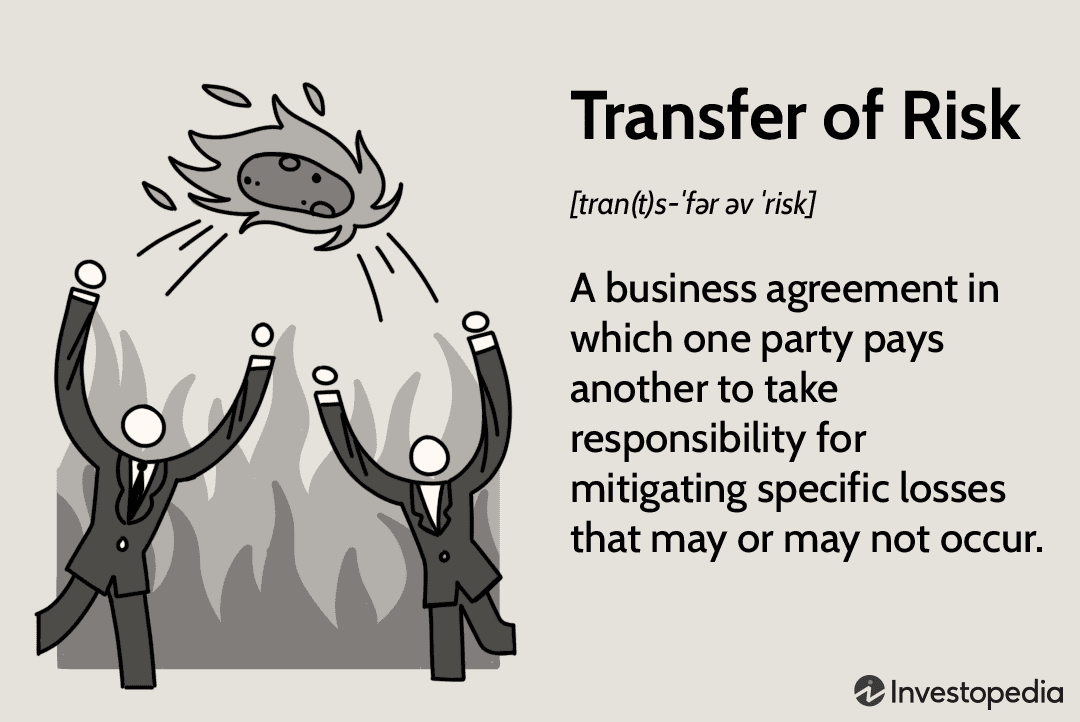 Transfer of Risk
[tran(t)s-ˈfər əv ˈrisk]
A business agreement in
which one party pays
another to take
responsibility for
mitigating specific losses
that may or may not occur.
Investopedia